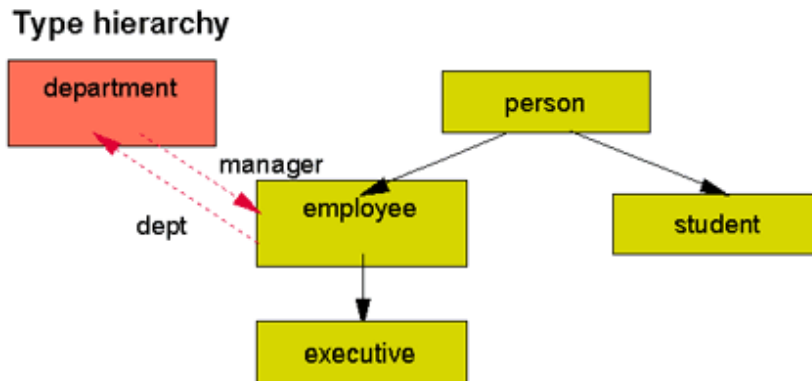 Type hierarchy
department
person
manager
employee
dept
student
executive